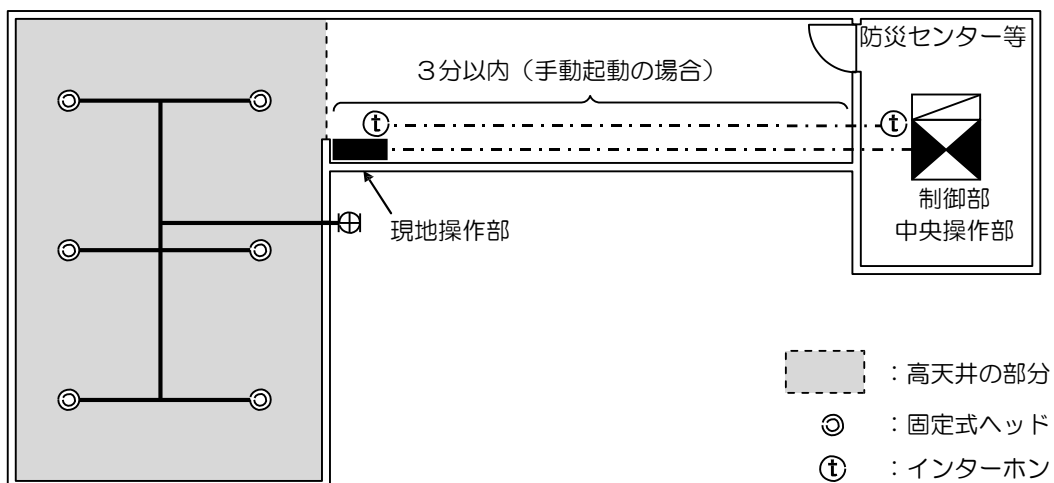 防災センター等
3分以内(手動起動の場合)
t
t
制御部
中央操作部
現地操作部
:高天井の部分
:固定式ヘッド
t :インターホン